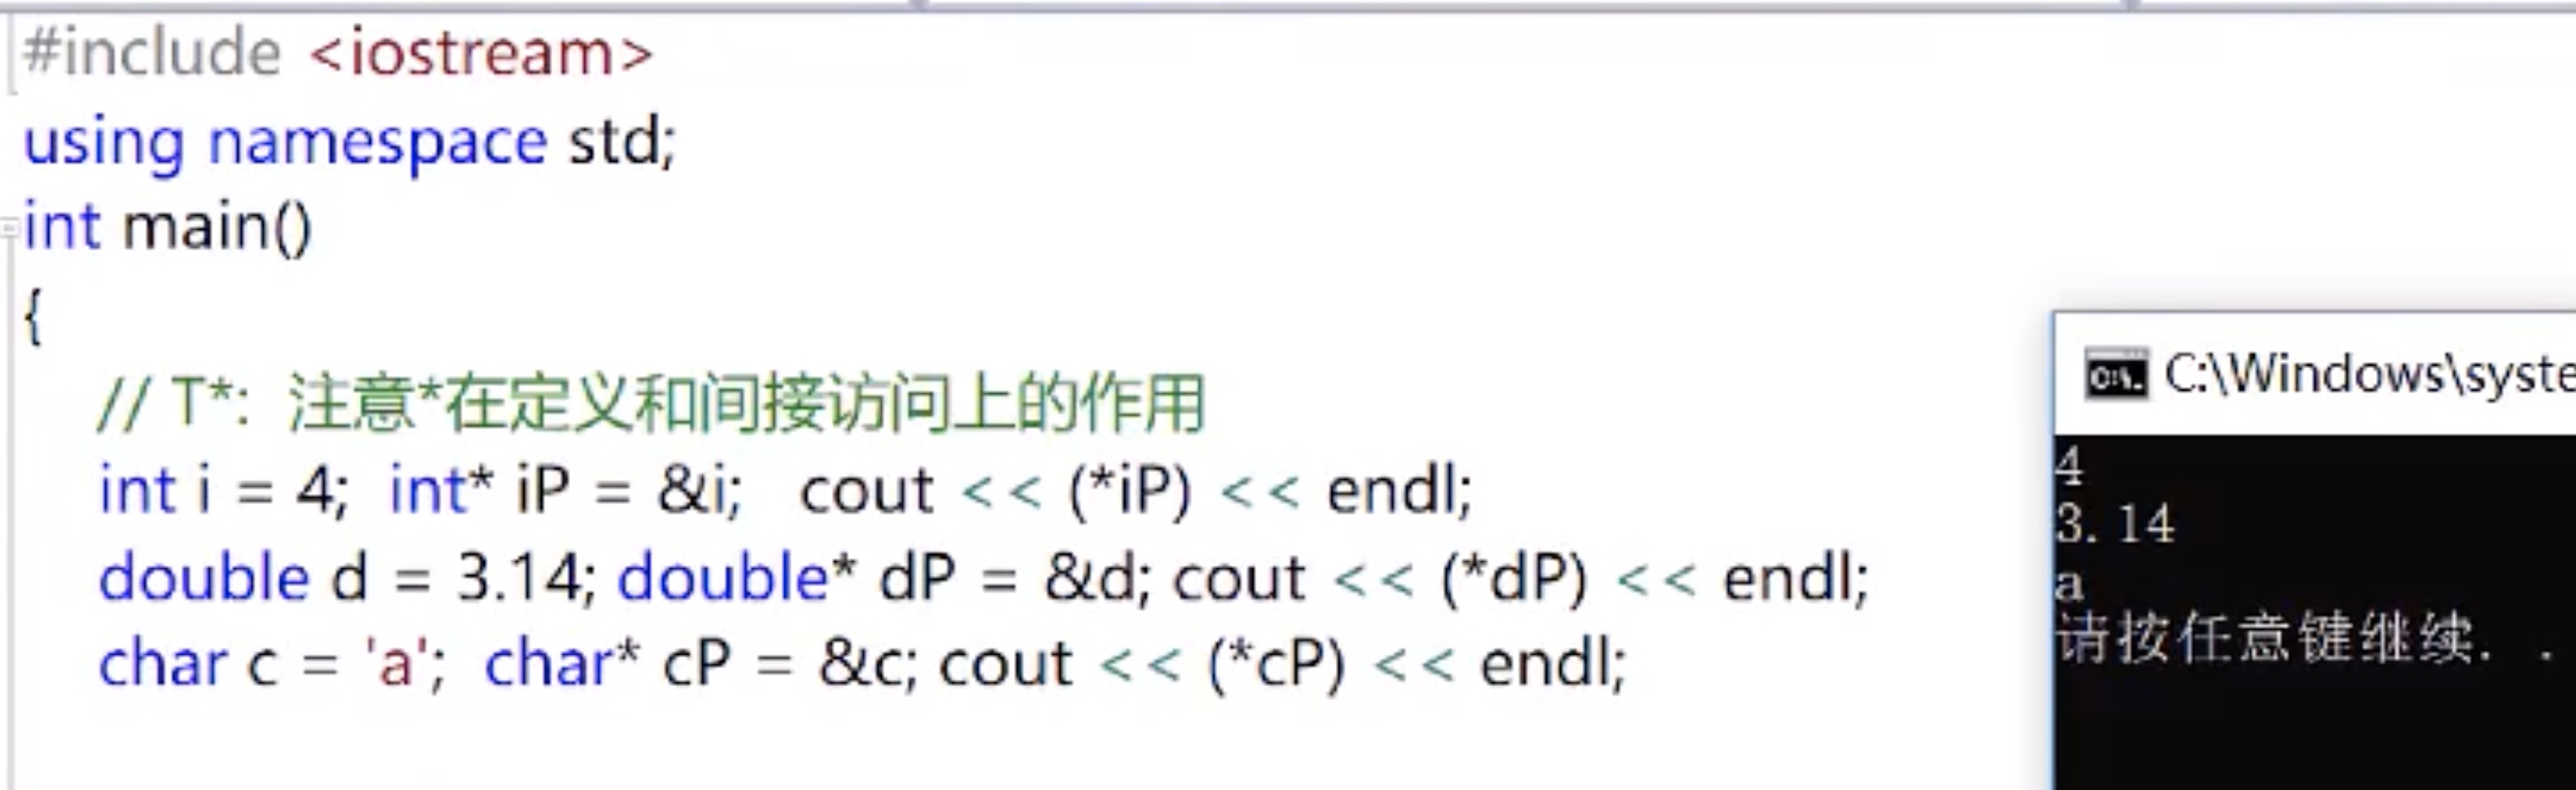 #include <iostream>
using namespace std;
int main()
{
// T*: 注意*在定义和间接访问上的作用
int i = 4; int* iP = &i; cout << (*iP) << endl;
double d = 3.14; double* dP = &d; cout << (*dP) << endl;
char c = 'a'; char* cP = &c; cout << (*cP) << endl;
C:\Windows\syste
4
3.14
a
请按任意键继续. .